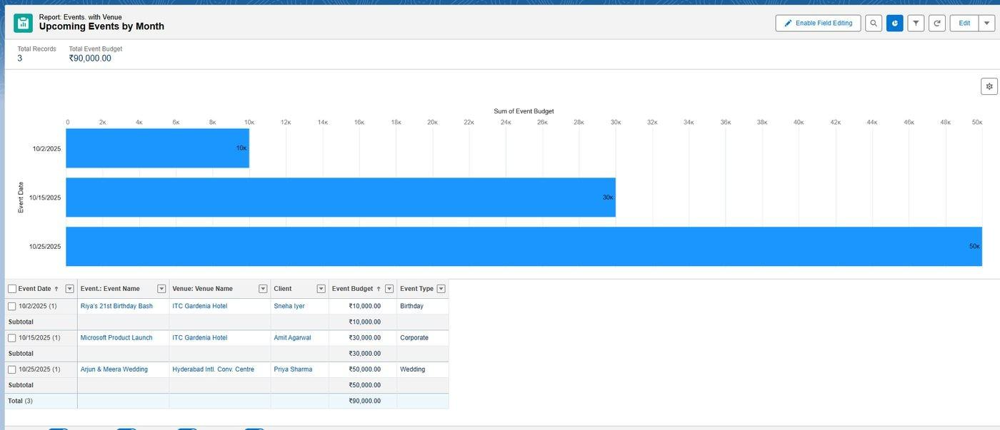 Report: Events. with Venue
Upcoming Events by Month
Enable Field Editing
Edit
Total Records
Total Event Budget
3
₹90,000.00
Sum of Event Budget
0 2K 4K 6K 8K 10K 12K 14K 16K 18K 20K 22K 24K 26K 28K 30K 32K 34K 36K 38K 40K 42K 44K 46K 48K 50K
Event Date
10/2/2025 10K
10/15/2025 30K
10/25/2025 50K
Event Date ↑ Event.: Event Name Venue: Venue Name Client Event Budget ↑ Event Type
10/2/2025 (1) Riya's 21st Birthday Bash ITC Gardenia Hotel Sneha Iyer ₹10,000.00 Birthday
Subtotal ₹10,000.00
10/15/2025 (1) Microsoft Product Launch ITC Gardenia Hotel Amit Agarwal ₹30,000.00 Corporate
Subtotal ₹30,000.00
10/25/2025 (1) Arjun & Meera Wedding Hyderabad Intl. Conv. Centre Priya Sharma ₹50,000.00 Wedding
Subtotal ₹50,000.00
Total (3) ₹90,000.00